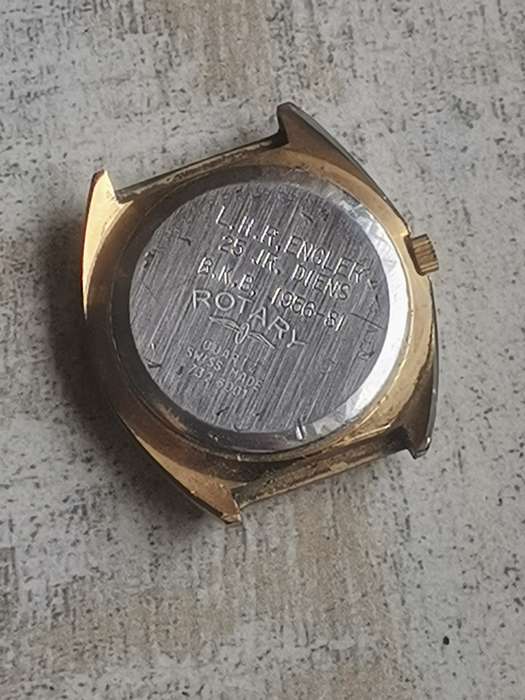 L.H.R. ENGLER
25 JR. DIENS
B.K.B. 1956-81
ROTARY
QUARTZ
SWISS MADE